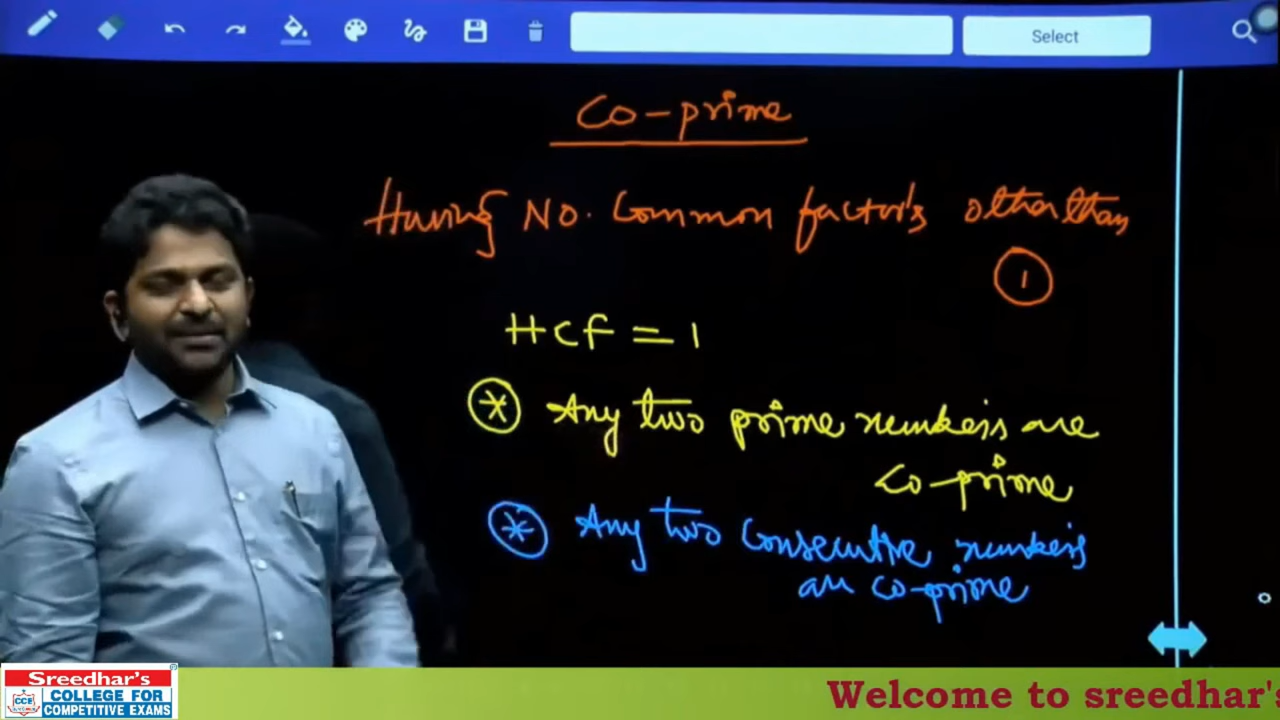 Select
Co-prime
Having No. Common factor's other than
1
HCF = 1
* Any two prime numbers are
co-prime
* Any two Consecutive numbers
are co-prime
Sreedhar's
CCE
COLLEGE FOR
COMPETITIVE EXAMS
Welcome to sreedhar's